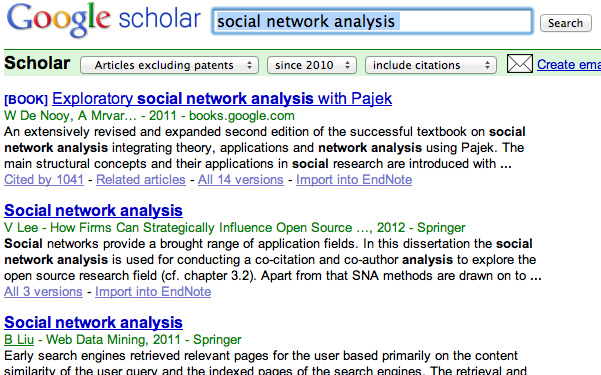 Google scholar social network analysis Search
Scholar Articles excluding patents since 2010 include citations Create ema
[BOOK] Exploratory social network analysis with Pajek
W De Nooy, A Mrvar... - 2011 - books.google.com
An extensively revised and expanded second edition of the successful textbook on social
network analysis integrating theory, applications and network analysis using Pajek. The
main structural concepts and their applications in social research are introduced with ...
Cited by 1041 - Related articles - All 14 versions - Import into EndNote
Social network analysis
V Lee - How Firms Can Strategically Influence Open Source ..., 2012 - Springer
Social networks provide a brought range of application fields. In this dissertation the social
network analysis is used for conducting a co-citation and co-author analysis to explore the
open source research field (cf. chapter 3.2). Apart from that SNA methods are drawn on to ...
All 3 versions - Import into EndNote
Social network analysis
B Liu - Web Data Mining, 2011 - Springer
Early search engines retrieved relevant pages for the user based primarily on the content
similarity of the user query and the indexed pages of the search engines. The retrieval and